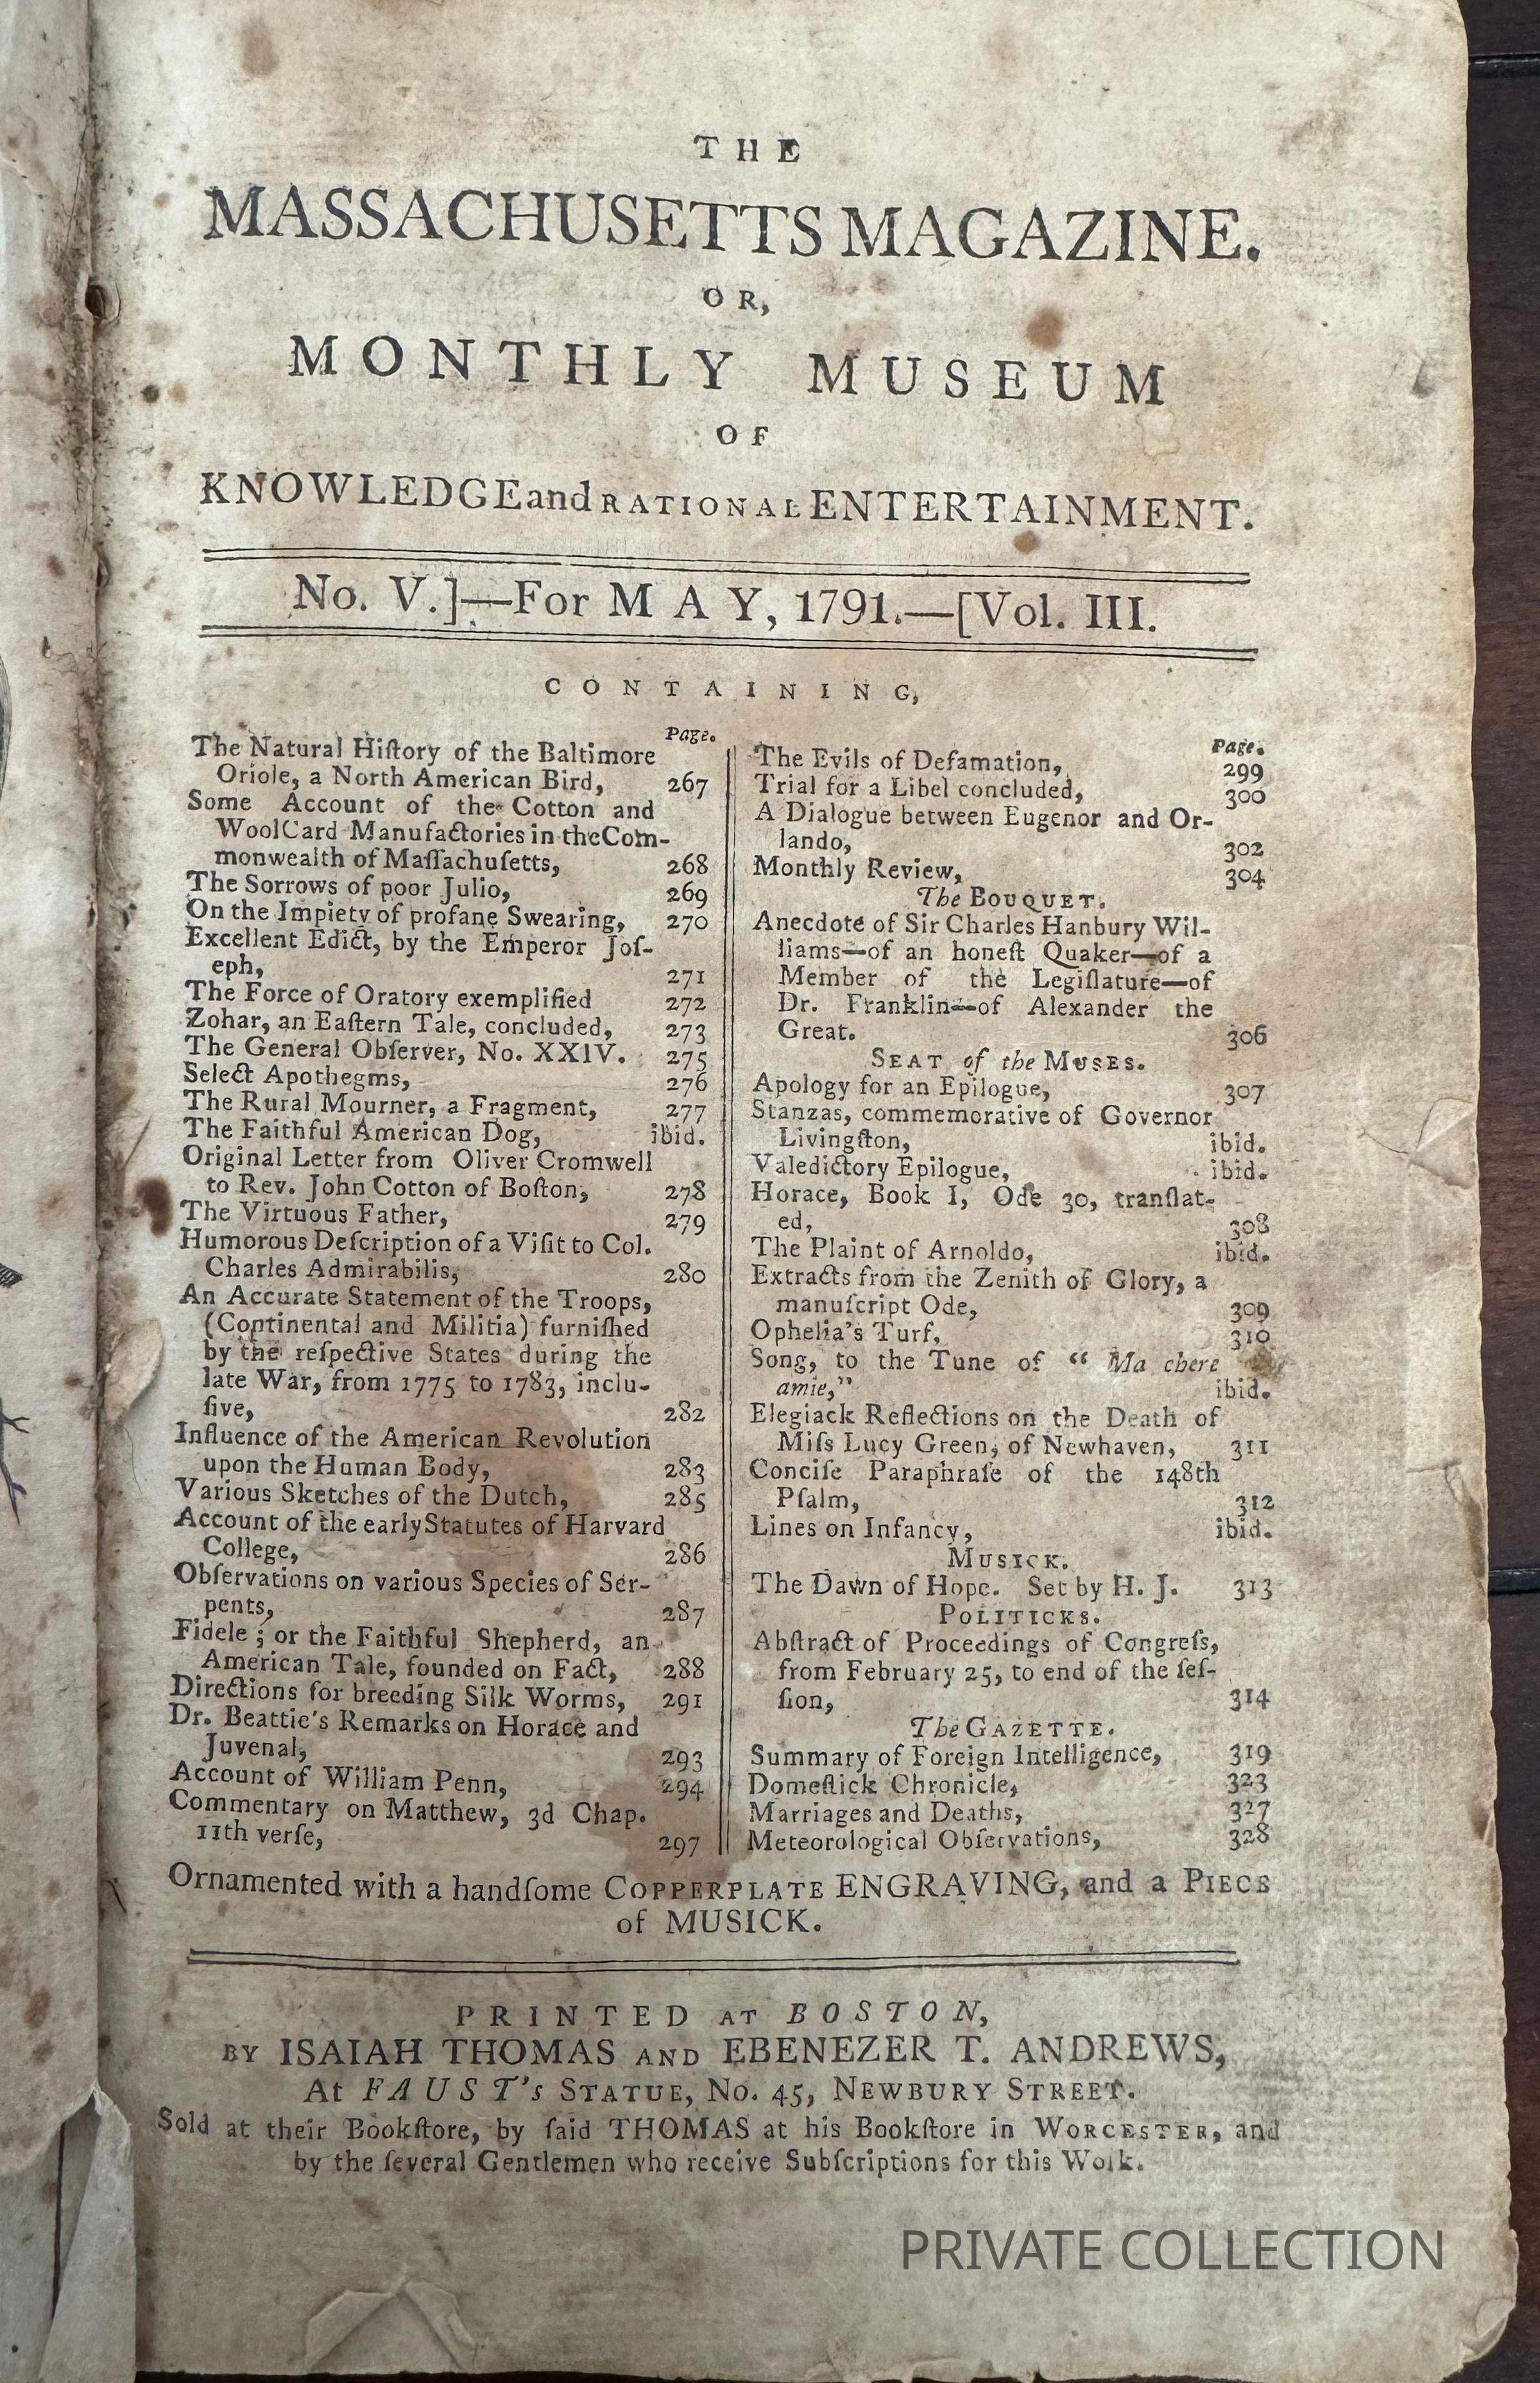 THE
MASSACHUSETTS MAGAZINE.
OR,
MONTHLY MUSEUM
OF
KNOWLEDGE and RATIONAL ENTERTAINMENT.
No. V.]—For MAY, 1791.—[Vol. III.
CONTAINING,
Page.
The Natural Hiſtory of the Baltimore
Oriole, a North American Bird, 267
Some Account of the Cotton and
WoolCard Manufactories in theCom-
monwealth of Maſſachuſetts, 268
The Sorrows of poor Julio, 269
On the Impiety of profane Swearing, 270
Excellent Edict, by the Emperor Joſ-
eph, 271
The Force of Oratory exemplified 272
Zohar, an Eaſtern Tale, concluded, 273
The General Obſerver, No. XXIV. 275
Select Apothegms, 276
The Rural Mourner, a Fragment, 277
The Faithful American Dog, ibid.
Original Letter from Oliver Cromwell
to Rev. John Cotton of Boſton, 278
The Virtuous Father, 279
Humorous Deſcription of a Viſit to Col.
Charles Admirabilis, 280
An Accurate Statement of the Troops,
(Continental and Militia) furniſhed
by the reſpective States during the
late War, from 1775 to 1783, inclu-
ſive, 282
Influence of the American Revolution
upon the Human Body, 283
Various Sketches of the Dutch, 285
Account of the early Statutes of Harvard
College, 286
Obſervations on various Species of Ser-
pents, 287
Fidele ; or the Faithful Shepherd, an
American Tale, founded on Fact, 288
Directions for breeding Silk Worms, 291
Dr. Beattie's Remarks on Horace and
Juvenal, 293
Account of William Penn, 294
Commentary on Matthew, 3d Chap.
11th verſe, 297
Page.
The Evils of Defamation, 299
Trial for a Libel concluded, 300
A Dialogue between Eugenor and Or-
lando, 302
Monthly Review, 304
The BOUQUET.
Anecdote of Sir Charles Hanbury Wil-
liams—of an honeſt Quaker—of a
Member of the Legiſlature—of
Dr. Franklin—of Alexander the
Great. 306
SEAT of the MUSES.
Apology for an Epilogue, 307
Stanzas, commemorative of Governor
Livingſton, ibid.
Valedictory Epilogue, ibid.
Horace, Book I, Ode 30, tranſlat-
ed, 308
The Plaint of Arnoldo, ibid.
Extracts from the Zenith of Glory, a
manuſcript Ode, 309
Ophelia's Turf, 310
Song, to the Tune of “ Ma chere
amie,” ibid.
Elegiack Reflections on the Death of
Miſs Lucy Green, of Newhaven, 311
Conciſe Paraphraſe of the 148th
Pſalm, 312
Lines on Infancy, ibid.
MUSICK.
The Dawn of Hope. Set by H. J. 313
POLITICKS.
Abſtract of Proceedings of Congreſs,
from February 25, to end of the ſeſ-
ſion, 314
The GAZETTE.
Summary of Foreign Intelligence, 319
Domeſtick Chronicle, 323
Marriages and Deaths, 327
Meteorological Obſervations, 328
Ornamented with a handſome COPPERPLATE ENGRAVING, and a PIECE
of MUSICK.
PRINTED AT BOSTON,
BY ISAIAH THOMAS AND EBENEZER T. ANDREWS,
At FAUST's STATUE, No. 45, NEWBURY STREET.
Sold at their Bookſtore, by ſaid THOMAS at his Bookſtore in WORCESTER, and
by the ſeveral Gentlemen who receive Subſcriptions for this Work.
PRIVATE COLLECTION